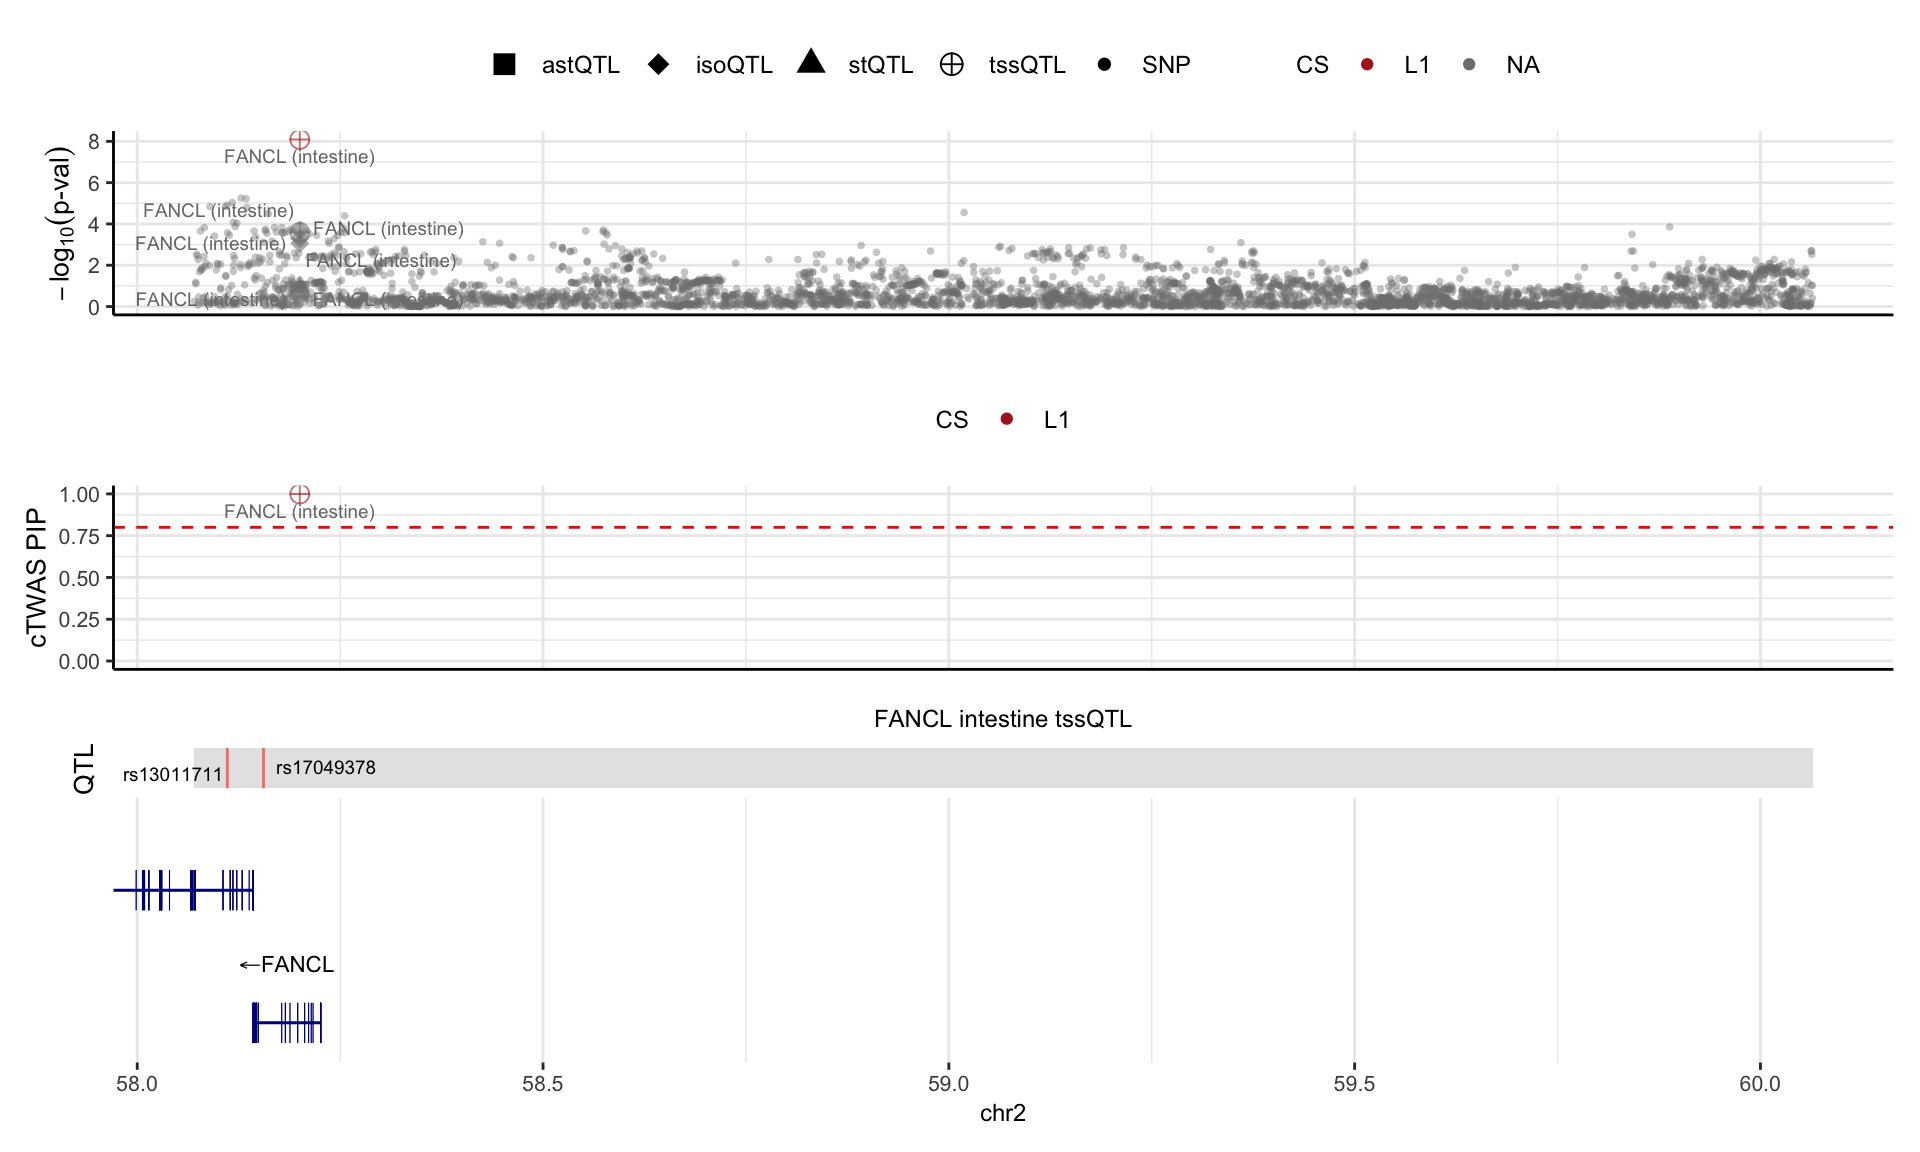 astQTL isoQTL stQTL tssQTL SNP CS L1 NA
−log10(p-val)
8
6
4
2
0
FANCL (intestine)
FANCL (intestine)
FANCL (intestine)
FANCL (intestine)
FANCL (intestine)
FANCL (intestine) FANCL (intestine)
CS L1
cTWAS PIP
1.00
0.75
0.50
0.25
0.00
FANCL (intestine)
FANCL intestine tssQTL
QTL
rs13011711
rs17049378
←FANCL
58.0 58.5 59.0 59.5 60.0
chr2